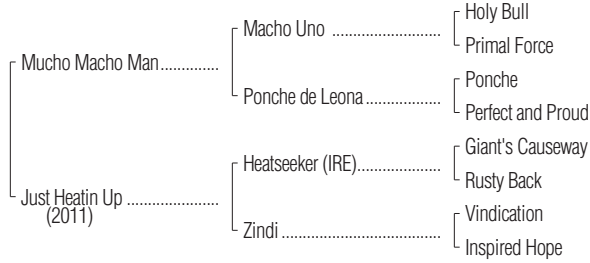 Holy Bull
Macho Uno ....................
Primal Force
Mucho Macho Man..............
Ponche
Ponche de Leona..............
Perfect and Proud
Giant's Causeway
Heatseeker (IRE)................
Rusty Back
Just Heatin Up ....................
(2011)
Vindication
Zindi ................................
Inspired Hope